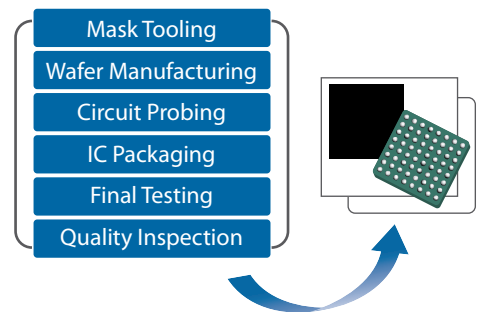 Mask Tooling
Wafer Manufacturing
Circuit Probing
IC Packaging
Final Testing
Quality Inspection